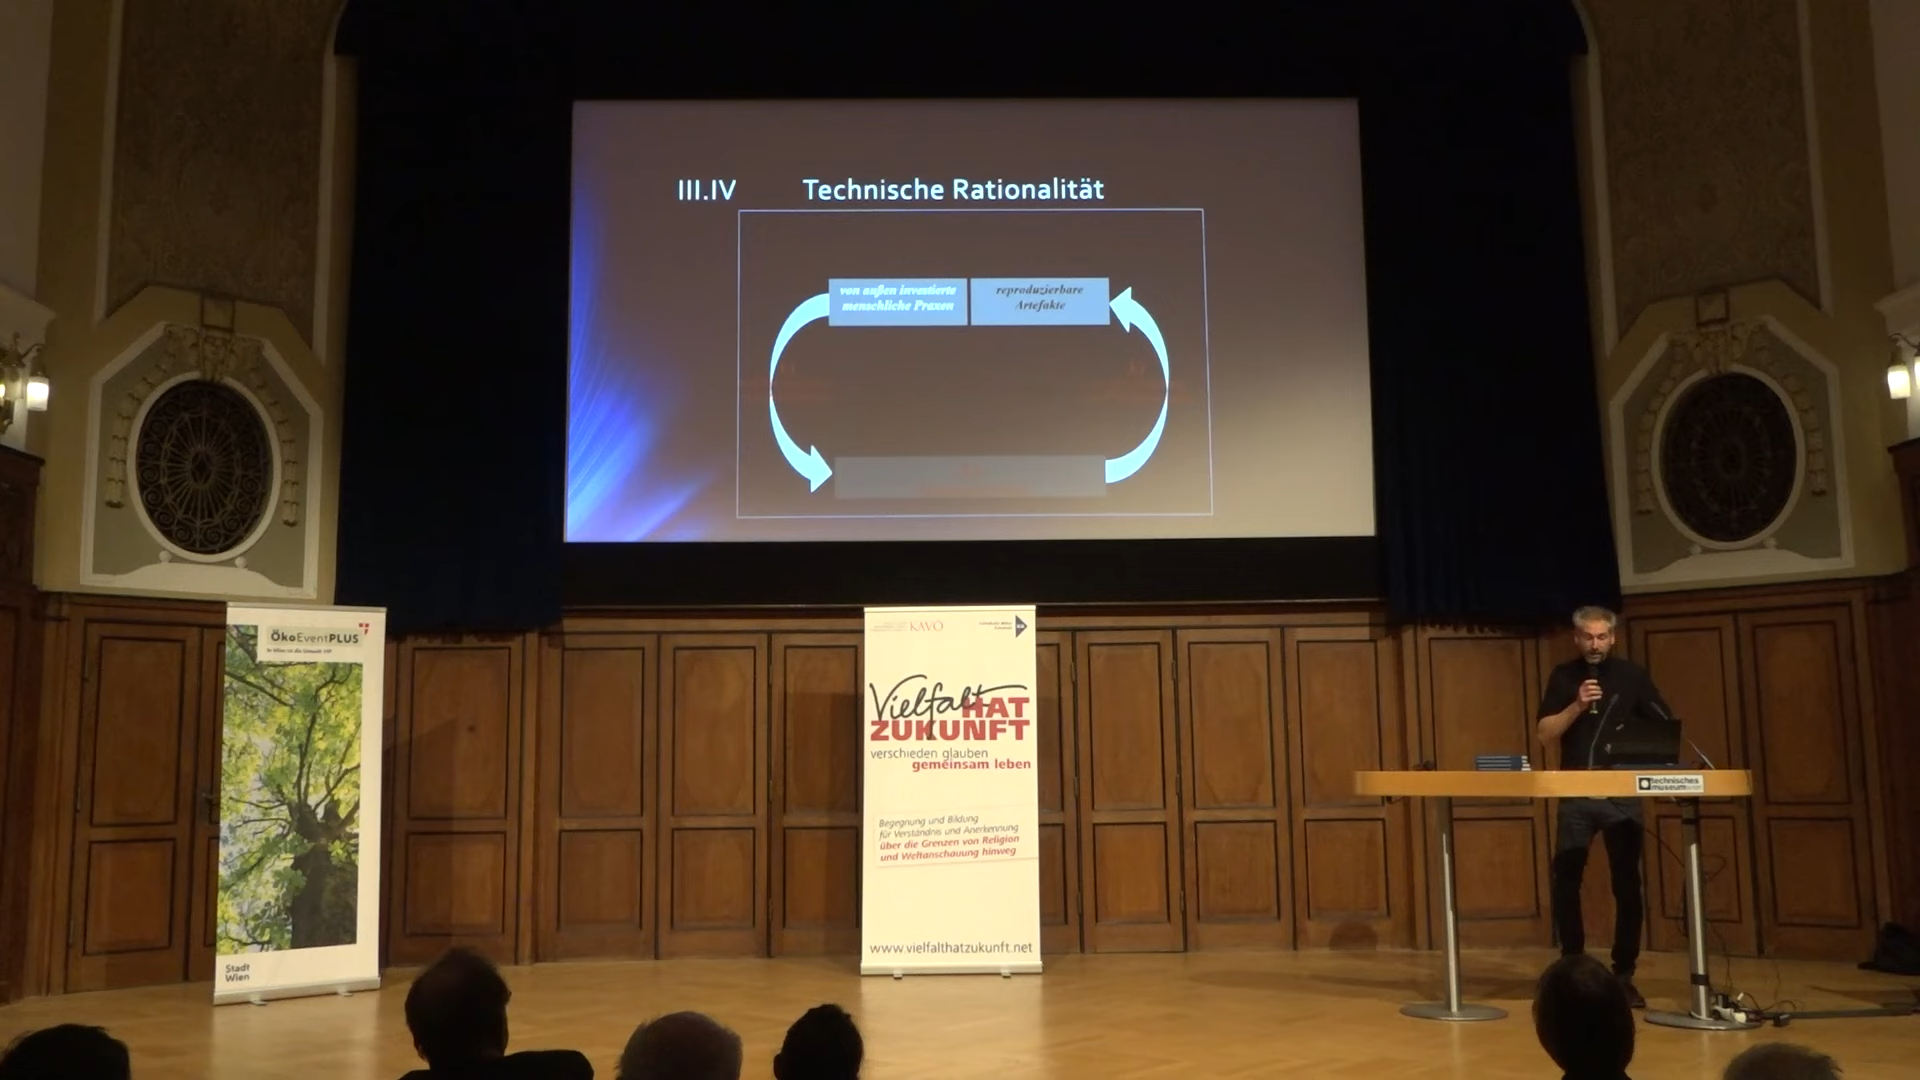 III.IV Technische Rationalität
von außen investierte
menschliche Praxen
reproduzierbare
Artefakte
ÖkoEventPLUS
Stadt
Wien
KAVÖ
Vielfalt HAT
ZUKUNFT
verschieden glauben
gemeinsam leben
Begegnung und Bildung
für Verständnis und Anerkennung
über die Grenzen von Religion
und Weltanschauung hinweg
www.vielfalthatzukunft.net
technisches
museum